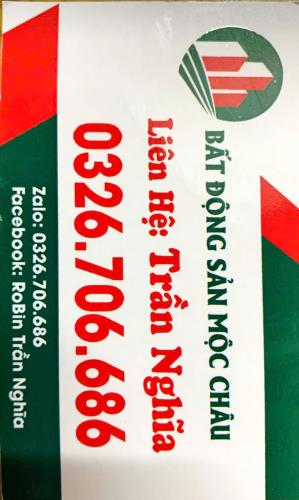 BẤT ĐỘNG SẢN MỘC CHÂU
Liên Hệ: Trần Nghĩa
0326.706.686
Zalo: 0326.706.686
Facebook: RoBin Trần Nghĩa